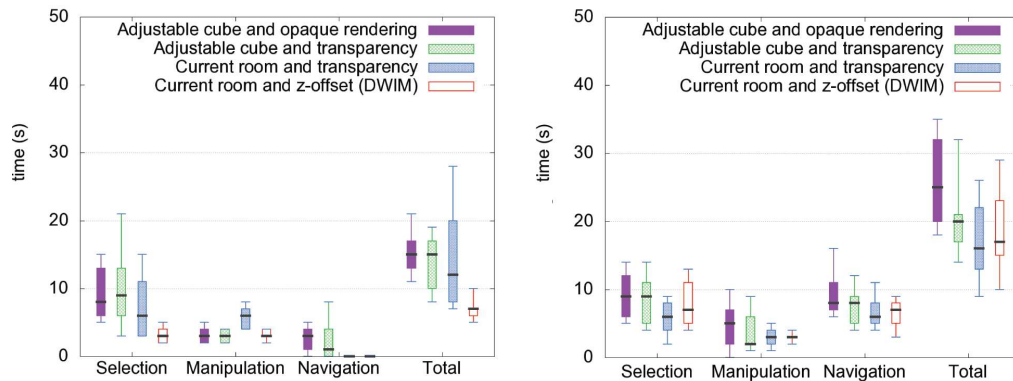 50
40
30
20
10
0
time (s)
Adjustable cube and opaque rendering
Adjustable cube and transparency
Current room and transparency
Current room and z-offset (DWIM)
Selection Manipulation Navigation Total
50
40
30
20
10
0
time (s)
Adjustable cube and opaque rendering
Adjustable cube and transparency
Current room and transparency
Current room and z-offset (DWIM)
Selection Manipulation Navigation Total